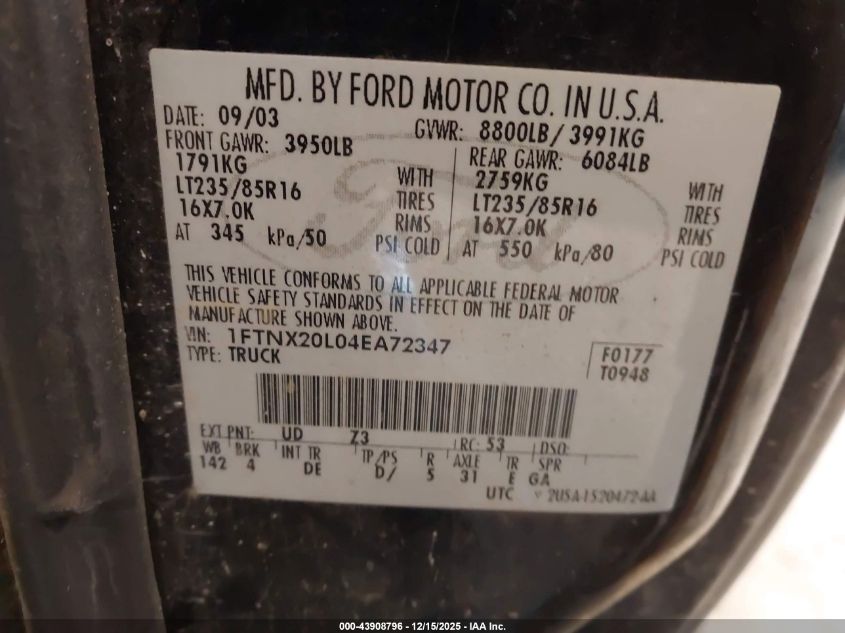 MFD. BY FORD MOTOR CO. IN U.S.A.
DATE: 09/03 GVWR: 8800LB/ 3991KG
FRONT GAWR: 3950LB REAR GAWR: 6084LB
1791KG WITH 2759KG WITH
LT235/85R16 TIRES LT235/85R16 TIRES
16X7.0K RIMS 16X7.0K RIMS
AT 345 kPa/50 PSI COLD AT 550 kPa/80 PSI COLD
Ford
THIS VEHICLE CONFORMS TO ALL APPLICABLE FEDERAL MOTOR
VEHICLE SAFETY STANDARDS IN EFFECT ON THE DATE OF
MANUFACTURE SHOWN ABOVE.
VIN: 1FTNX20L04EA72347 F0177
TYPE: TRUCK T0948
EXT PNT: UD Z3 RC: 53 DSO:
WB BRK INT TR TP/PS R AXLE TR SPR
142 4 DE D/ 5 31 E GA
UTC 2USA-1520472-AA
000-43908796 - 12/15/2025 - IAA Inc.